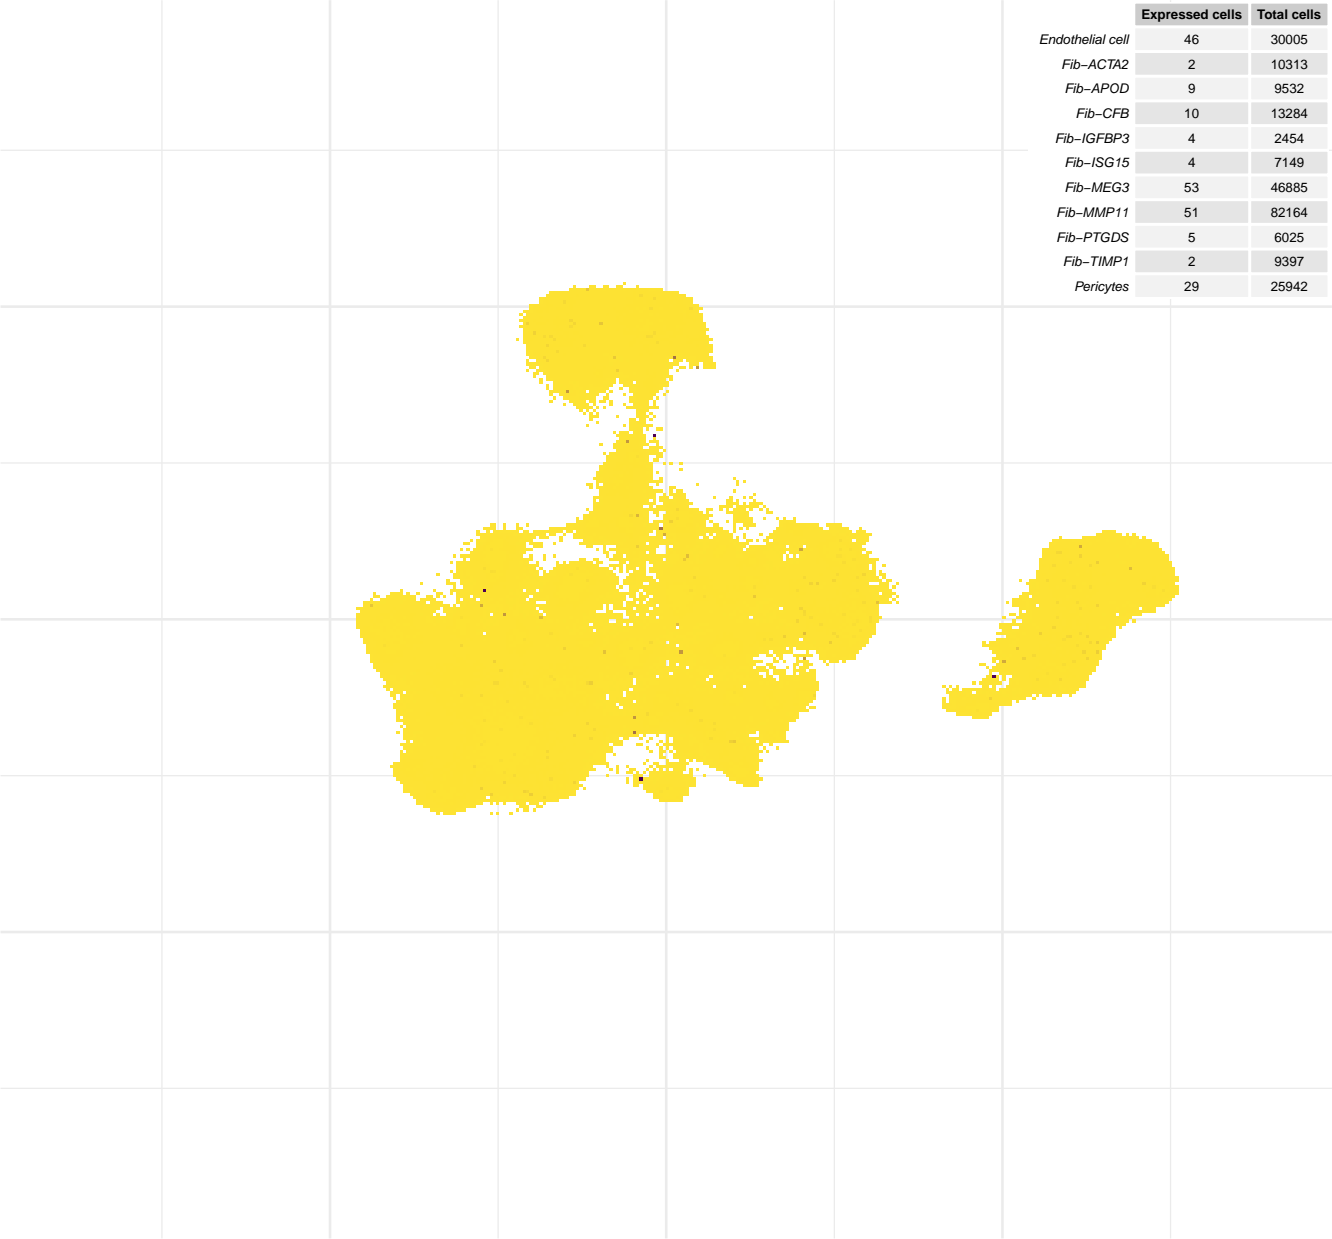 Expressed cells Total cells
Endothelial cell 46 30005
Fib−ACTA2 2 10313
Fib−APOD 9 9532
Fib−CFB 10 13284
Fib−IGFBP3 4 2454
Fib−ISG15 4 7149
Fib−MEG3 53 46885
Fib−MMP11 51 82164
Fib−PTGDS 5 6025
Fib−TIMP1 2 9397
Pericytes 29 25942